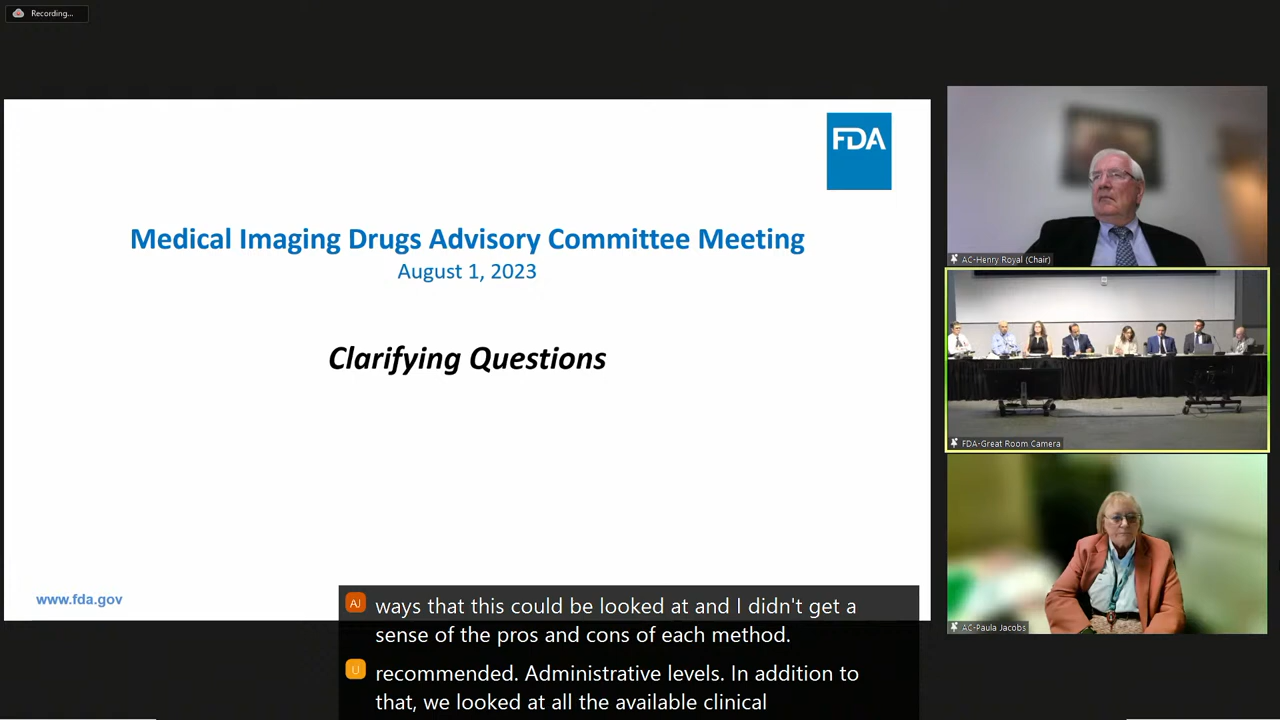 Recording...
FDA
Medical Imaging Drugs Advisory Committee Meeting
August 1, 2023
Clarifying Questions
www.fda.gov
AC-Henry Royal (Chair)
FDA-Great Room Camera
AC-Paula Jacobs
AJ
ways that this could be looked at and I didn't get a
sense of the pros and cons of each method.
U
recommended. Administrative levels. In addition to
that, we looked at all the available clinical